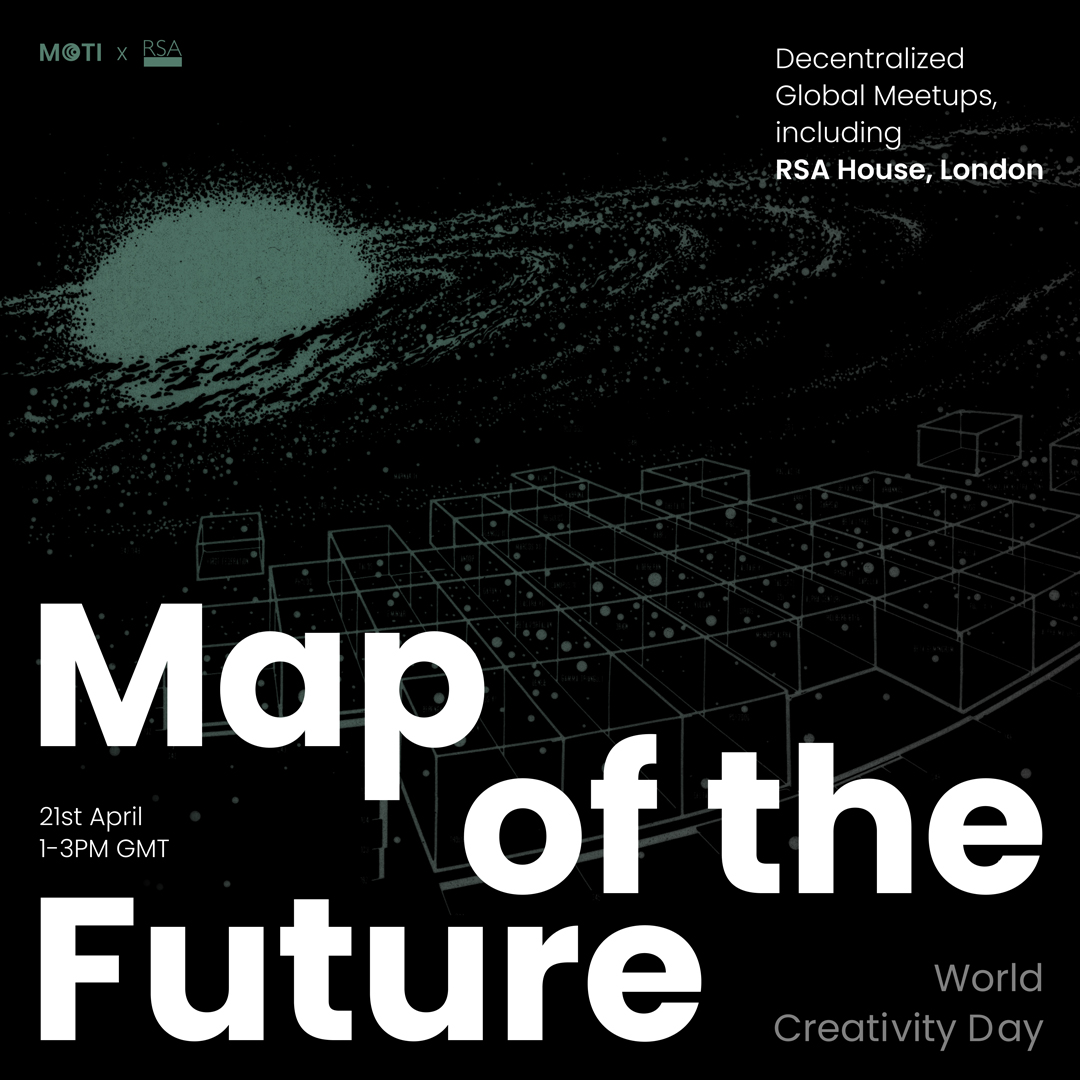 MOTI x RSA
Decentralized
Global Meetups,
including
RSA House, London
Map
of the
21st April
1-3PM GMT
Future
World
Creativity Day